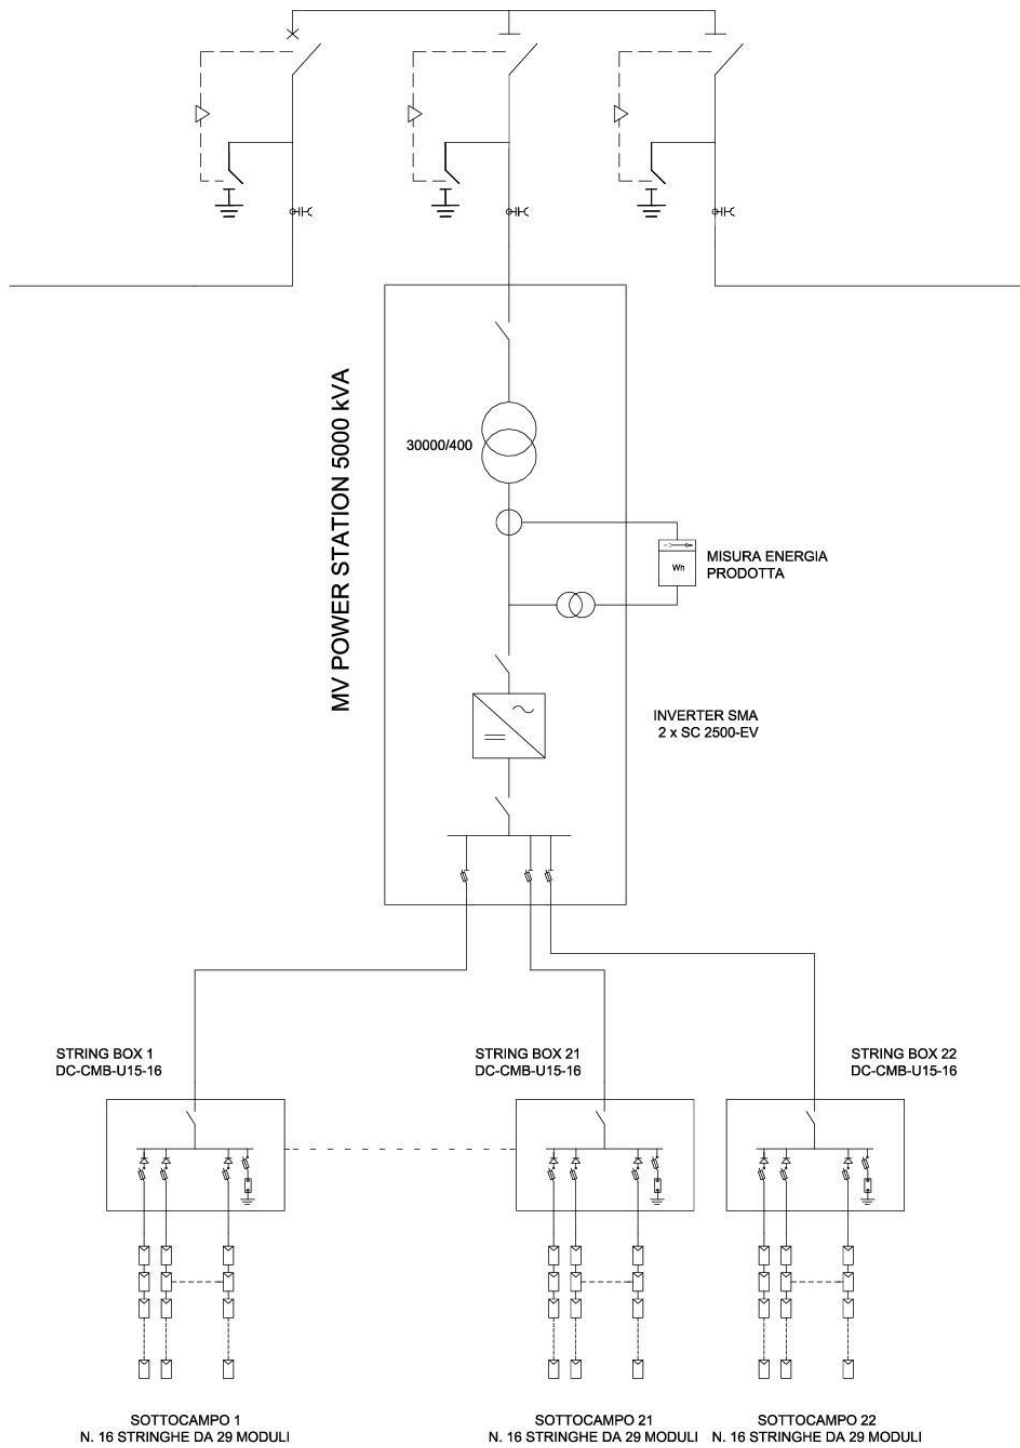 MV POWER STATION 5000 kVA
30000/400
Wh
MISURA ENERGIA
PRODOTTA
INVERTER SMA
2 x SC 2500-EV
STRING BOX 1
DC-CMB-U15-16
STRING BOX 21
DC-CMB-U15-16
STRING BOX 22
DC-CMB-U15-16
SOTTOCAMPO 1
N. 16 STRINGHE DA 29 MODULI
SOTTOCAMPO 21
N. 16 STRINGHE DA 29 MODULI
SOTTOCAMPO 22
N. 16 STRINGHE DA 29 MODULI